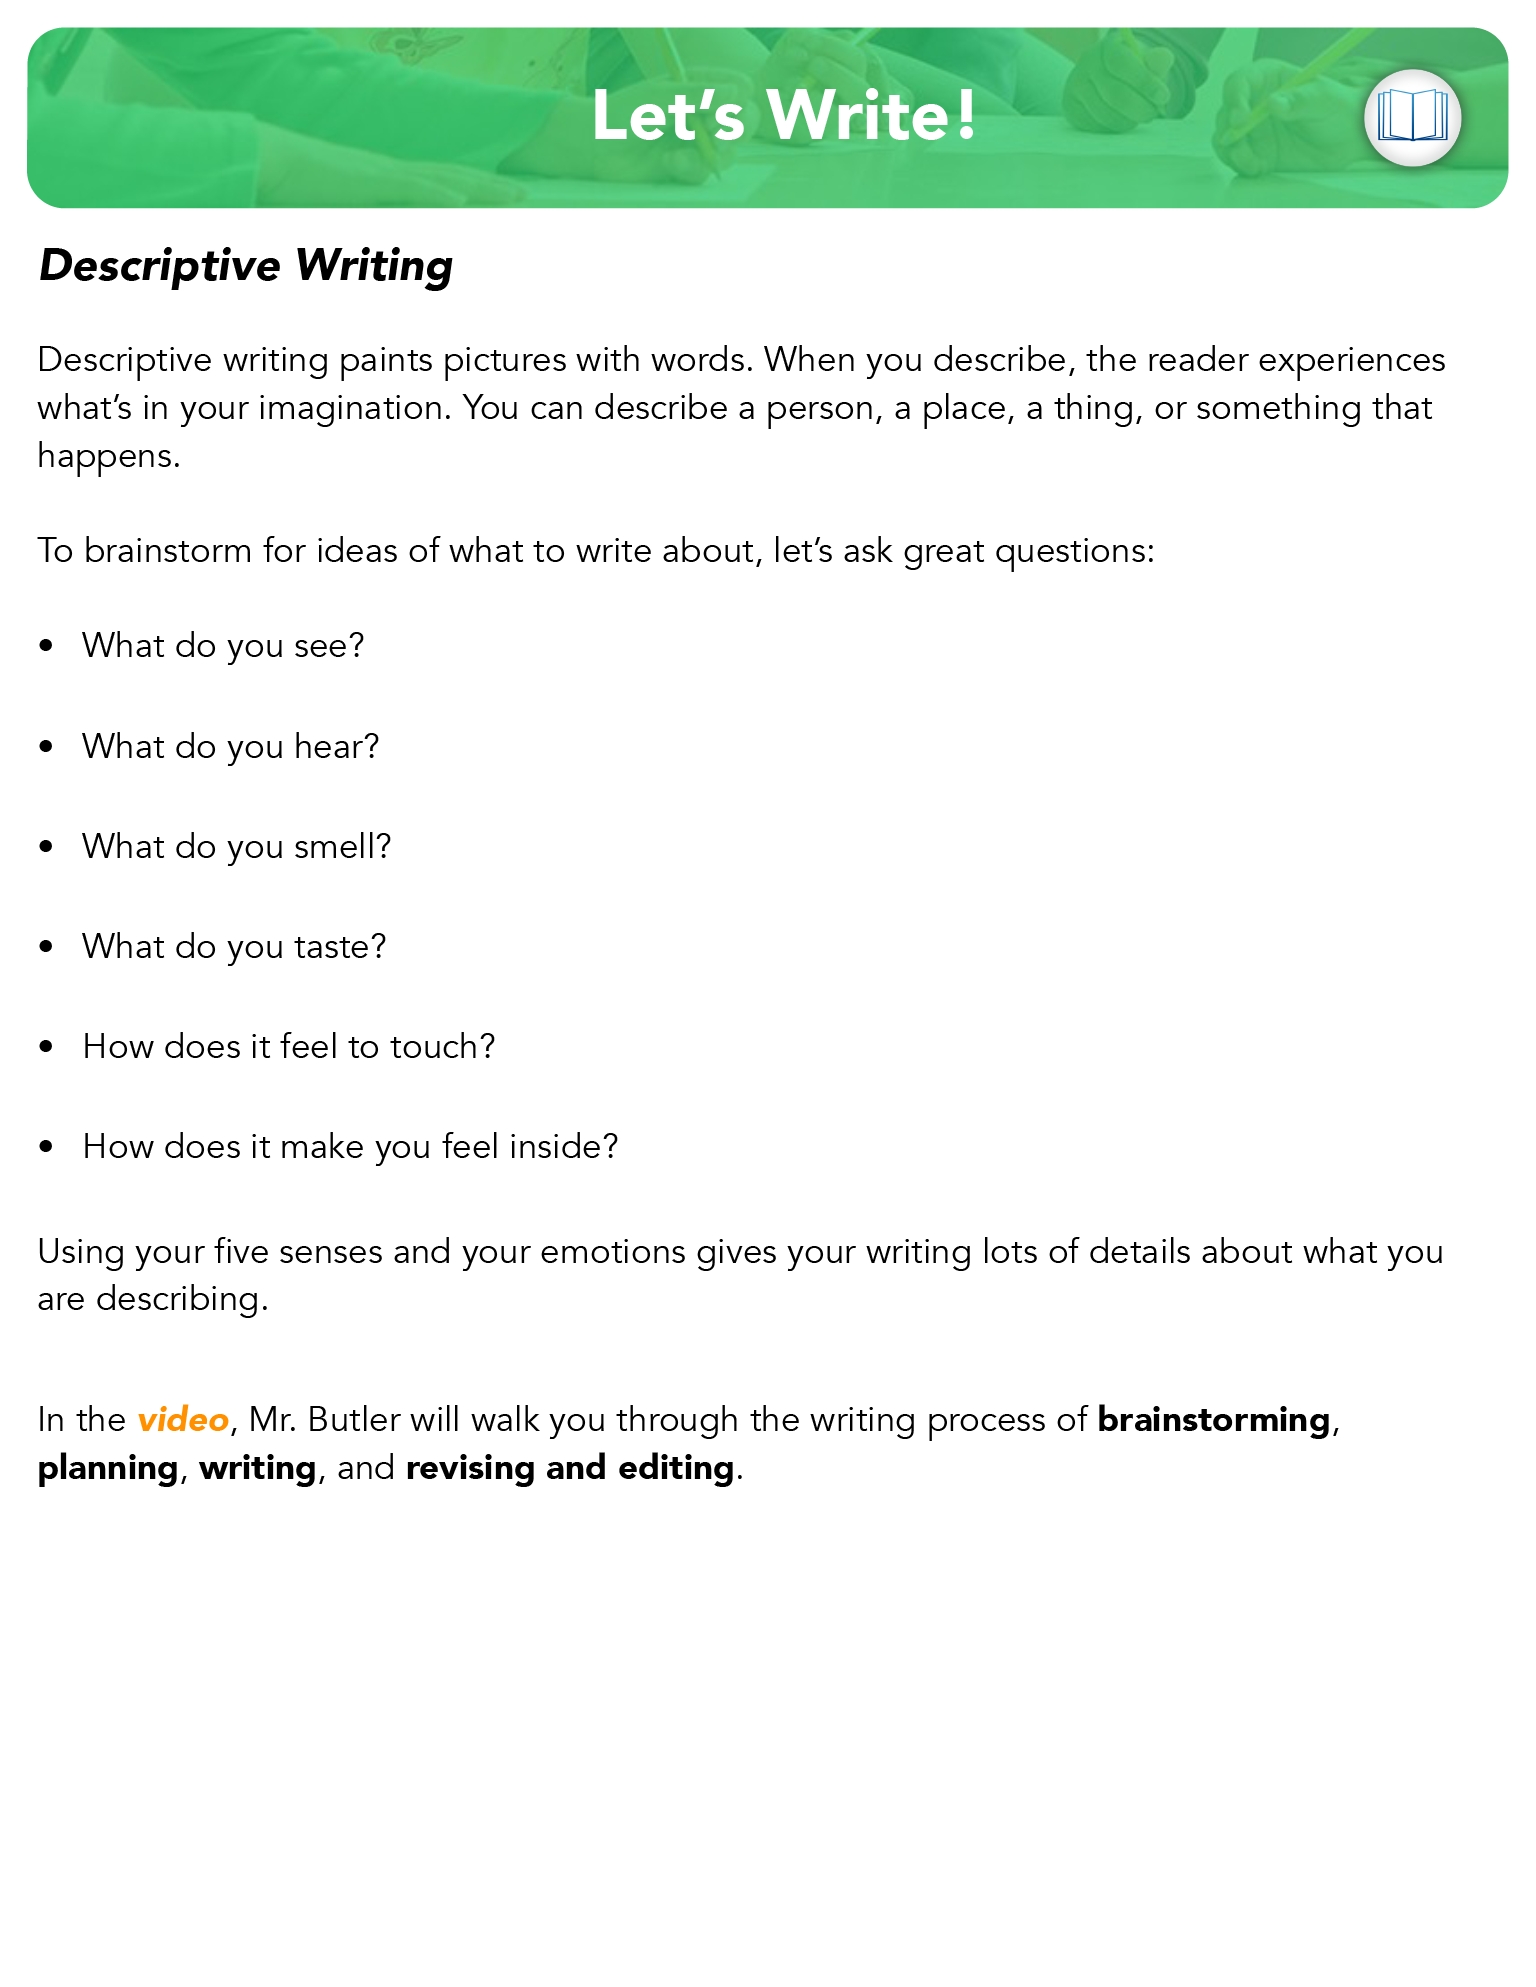 Let’s Write!
Descriptive Writing
Descriptive writing paints pictures with words. When you describe, the reader experiences
what’s in your imagination. You can describe a person, a place, a thing, or something that
happens.
To brainstorm for ideas of what to write about, let’s ask great questions:
• What do you see?
• What do you hear?
• What do you smell?
• What do you taste?
• How does it feel to touch?
• How does it make you feel inside?
Using your five senses and your emotions gives your writing lots of details about what you
are describing.
In the video, Mr. Butler will walk you through the writing process of brainstorming,
planning, writing, and revising and editing.